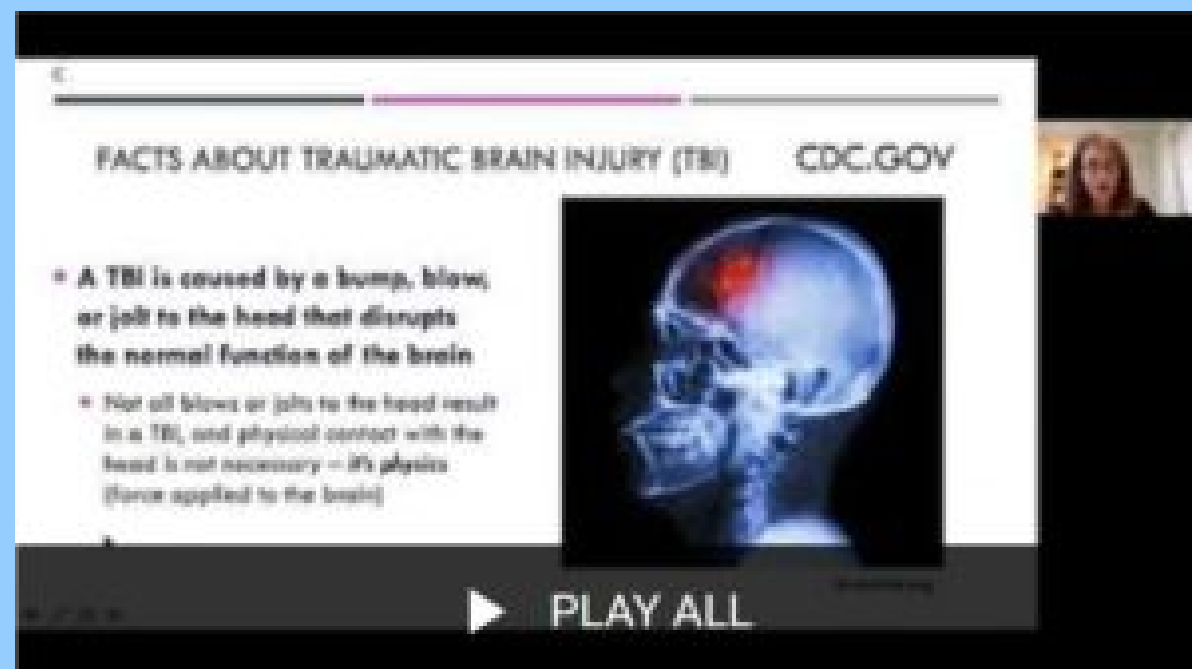 FACTS ABOUT TRAUMATIC BRAIN INJURY (TBI) CDC.GOV
A TBI is caused by a bump, blow,
or jolt to the head that disrupts
the normal function of the brain
Not all blows or jolts to the head result
in a TBI, and physical contact with the
head is not necessary – it's physics
(force applied to the brain)
PLAY ALL